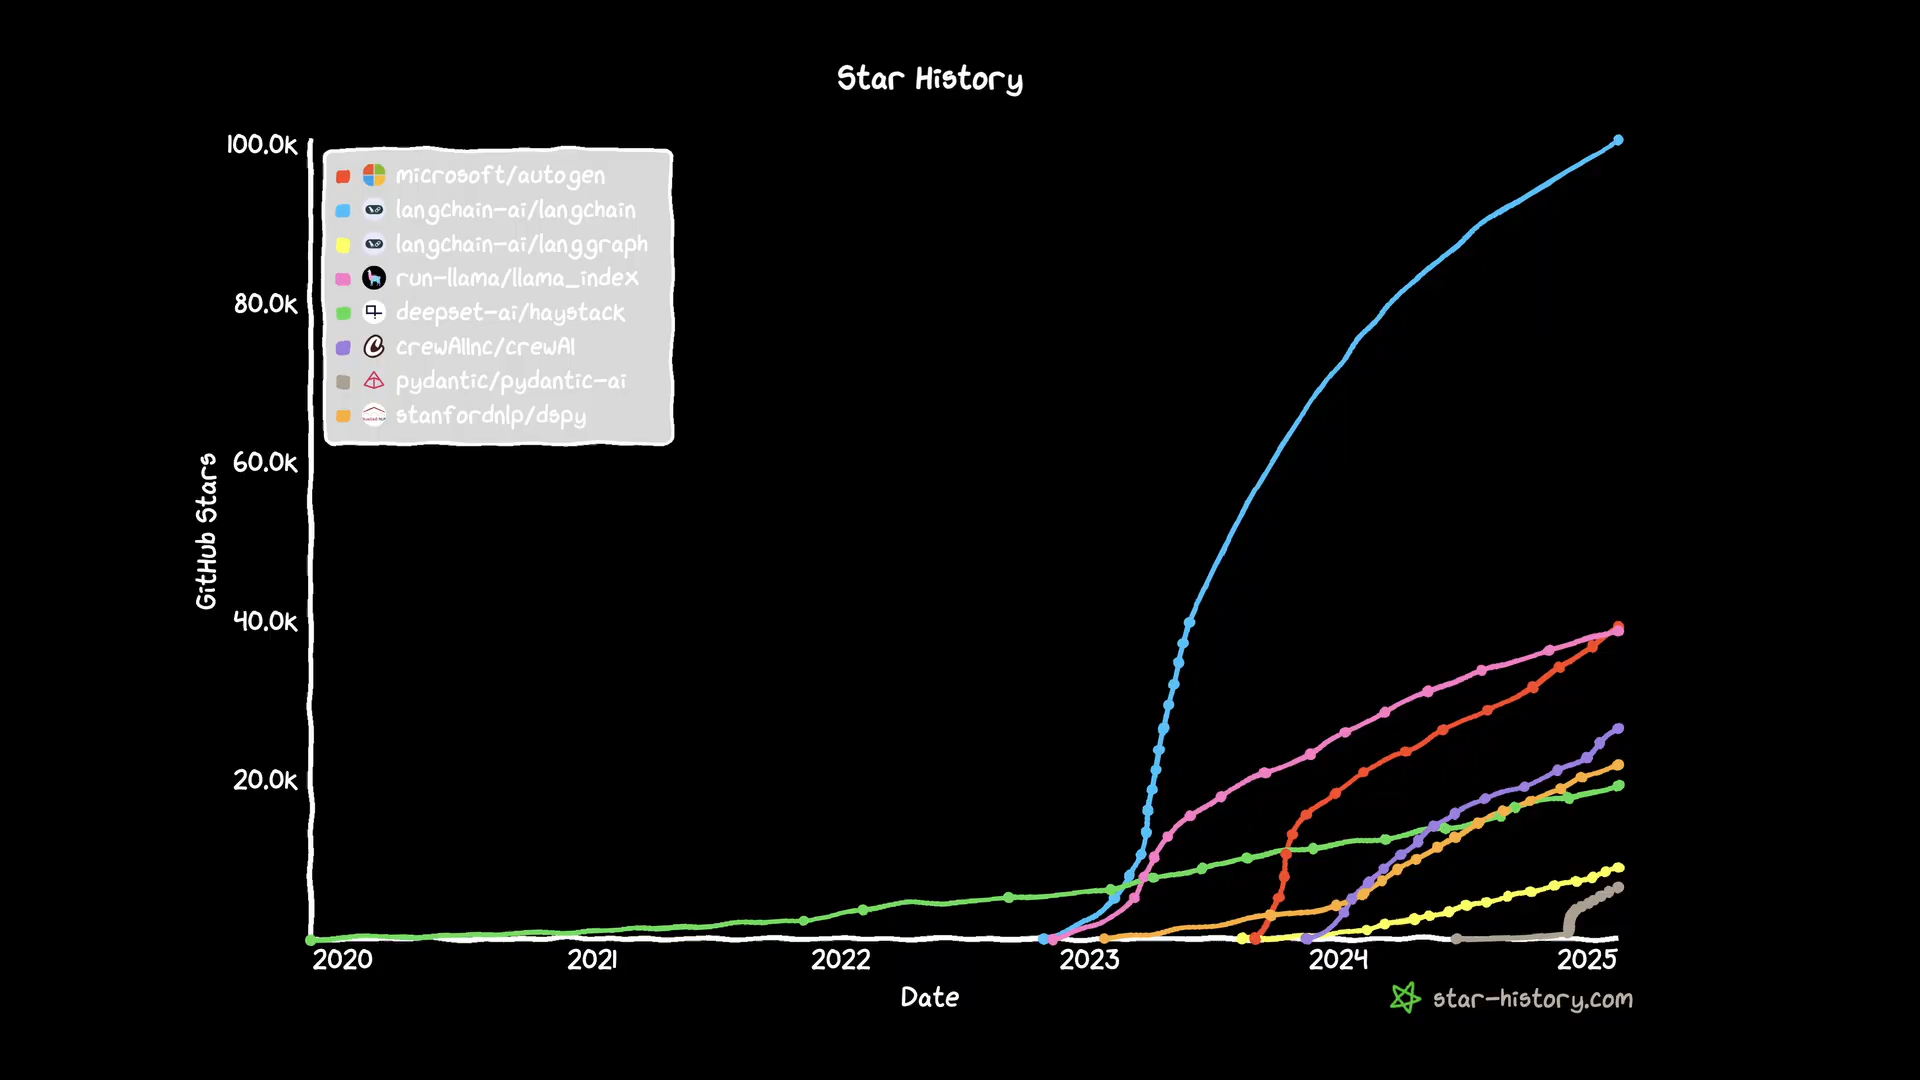 Star History
100.0k
80.0k
60.0k
40.0k
20.0k
GitHub Stars
microsoft/autogen
langchain-ai/langchain
langchain-ai/langgraph
run-llama/llama_index
deepset-ai/haystack
crewAIInc/crewAI
pydantic/pydantic-ai
stanfordnlp/dspy
2020 2021 2022 2023 2024 2025
Date
star-history.com